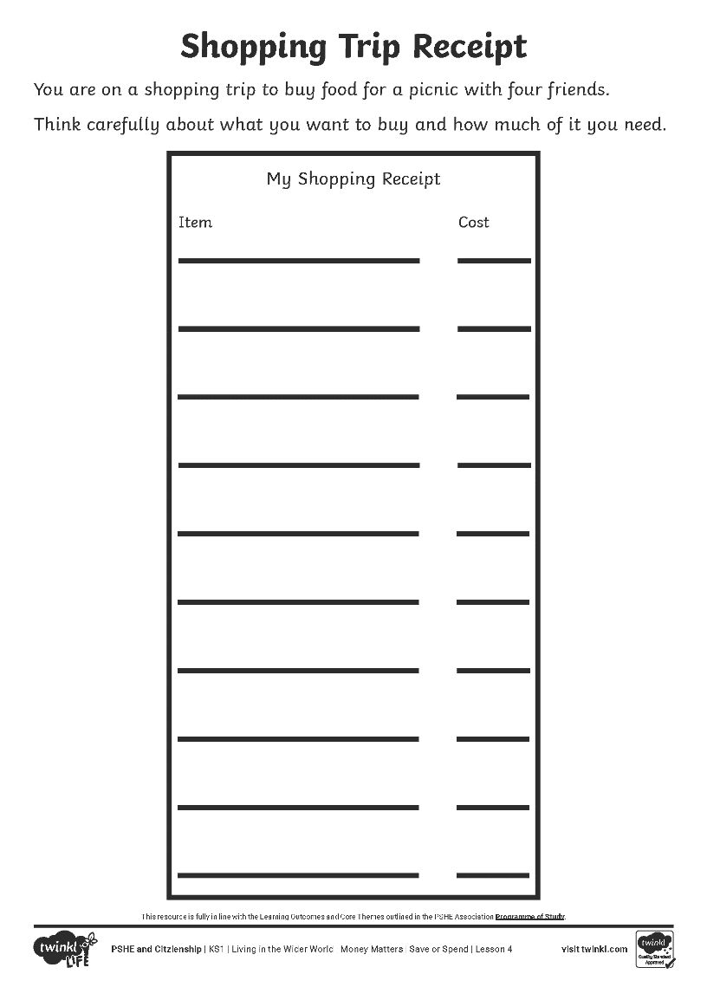 Shopping Trip Receipt
You are on a shopping trip to buy food for a picnic with four friends.
Think carefully about what you want to buy and how much of it you need.
My Shopping Receipt
Item Cost
This resource is fully in line with the Learning Outcomes and Core Themes outlined in the PSHE Association Programme of Study.
twinkl LIFE
PSHE and Citzienship | KS1 | Living in the Wider World | Money Matters | Save or Spend | Lesson 4
visit twinkl.com
twinkl
Quality Standard
Approved